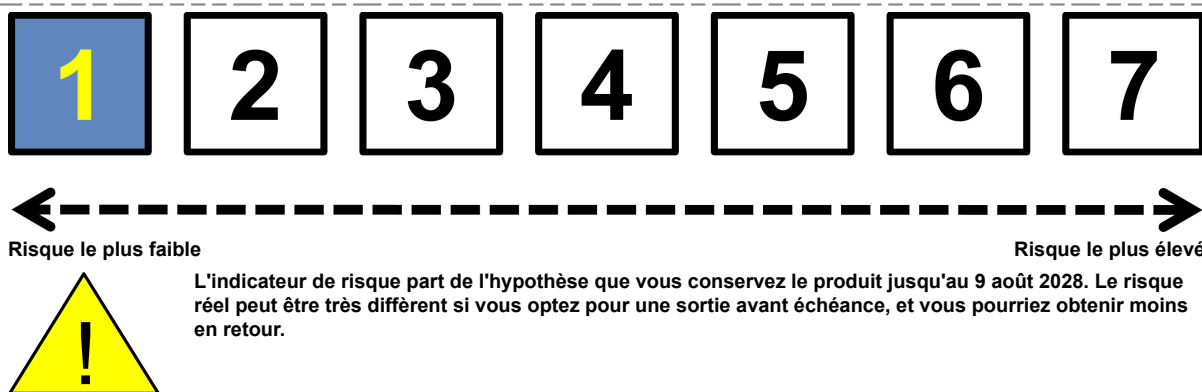 1 2 3 4 5 6 7
Risque le plus faible Risque le plus élevé
L'indicateur de risque part de l'hypothèse que vous conservez le produit jusqu'au 9 août 2028. Le risque
réel peut être très diffèrent si vous optez pour une sortie avant échéance, et vous pourriez obtenir moins
en retour.
!